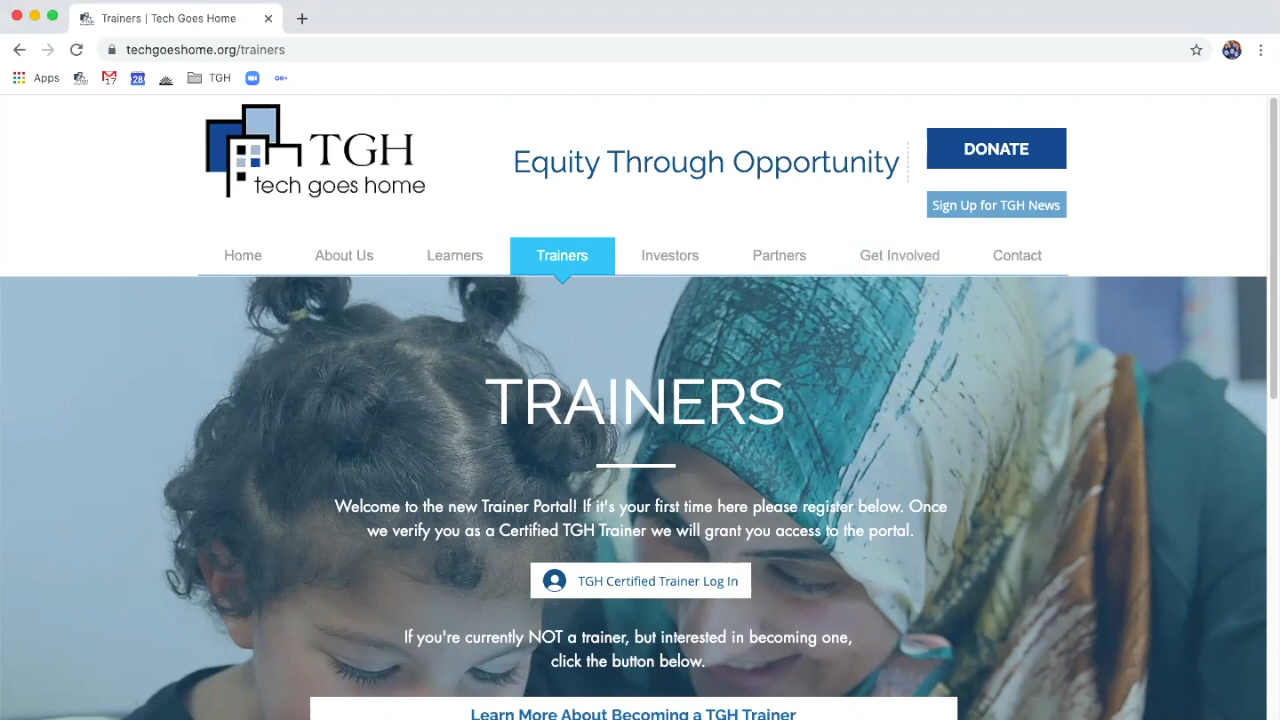 Trainers | Tech Goes Home
techgoeshome.org/trainers
Apps
17
28
TGH
TGH
tech goes home
Equity Through Opportunity
DONATE
Sign Up for TGH News
Home About Us Learners Trainers Investors Partners Get Involved Contact
TRAINERS
Welcome to the new Trainer Portal! If it's your first time here please register below. Once
we verify you as a Certified TGH Trainer we will grant you access to the portal.
TGH Certified Trainer Log In
If you're currently NOT a trainer, but interested in becoming one,
click the button below.
Learn More About Becoming a TGH Trainer